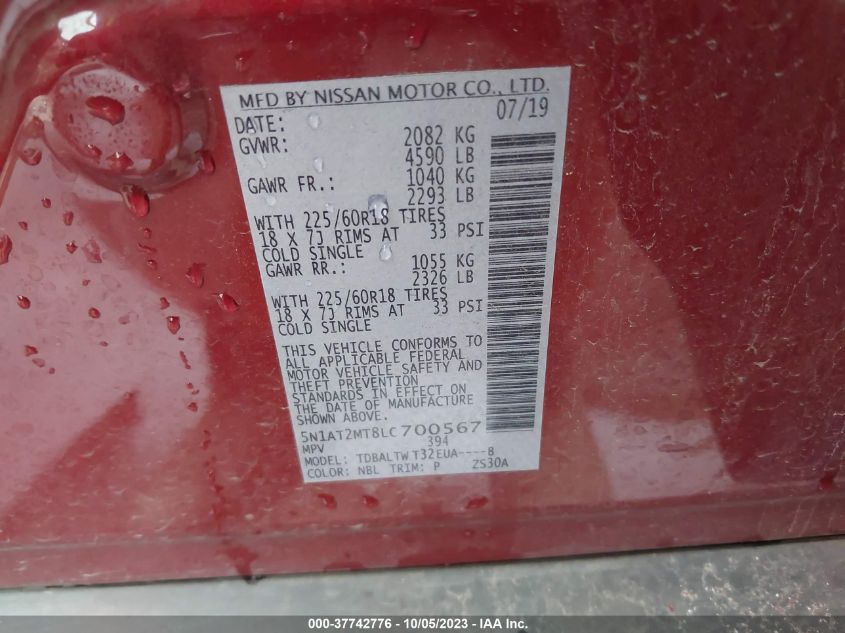 MFD BY NISSAN MOTOR CO., LTD.
DATE: 07/19
GVWR: 2082 KG
4590 LB
GAWR FR.: 1040 KG
2293 LB
WITH 225/60R18 TIRES
18 X 7J RIMS AT 33 PSI
COLD SINGLE
GAWR RR.: 1055 KG
2326 LB
WITH 225/60R18 TIRES
18 X 7J RIMS AT 33 PSI
COLD SINGLE
THIS VEHICLE CONFORMS TO
ALL APPLICABLE FEDERAL
MOTOR VEHICLE SAFETY AND
THEFT PREVENTION
STANDARDS IN EFFECT ON
THE DATE OF MANUFACTURE
SHOWN ABOVE.
5N1AT2MT8LC700567
MPV 394
MODEL: TDBALTW T32EUA----B
COLOR: NBL TRIM: P ZS30A
000-37742776 - 10/05/2023 - IAA Inc.